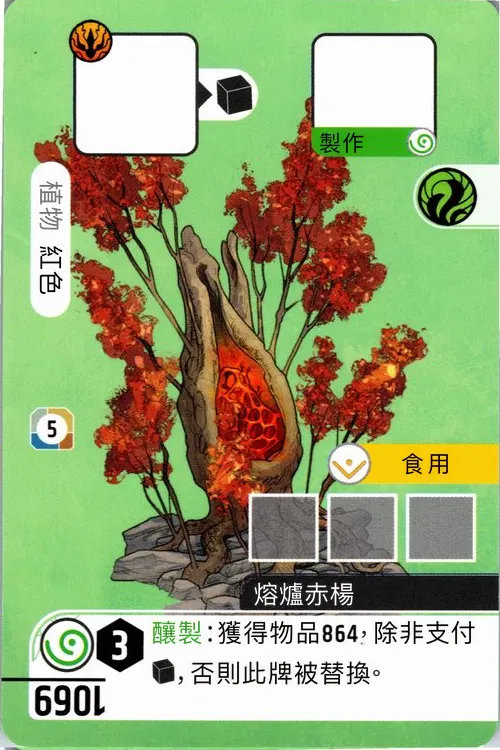 製作
植物 紅色
5
食用
熔爐赤楊
3
釀製：獲得物品864，除非支付
，否則此牌被替換。
1069